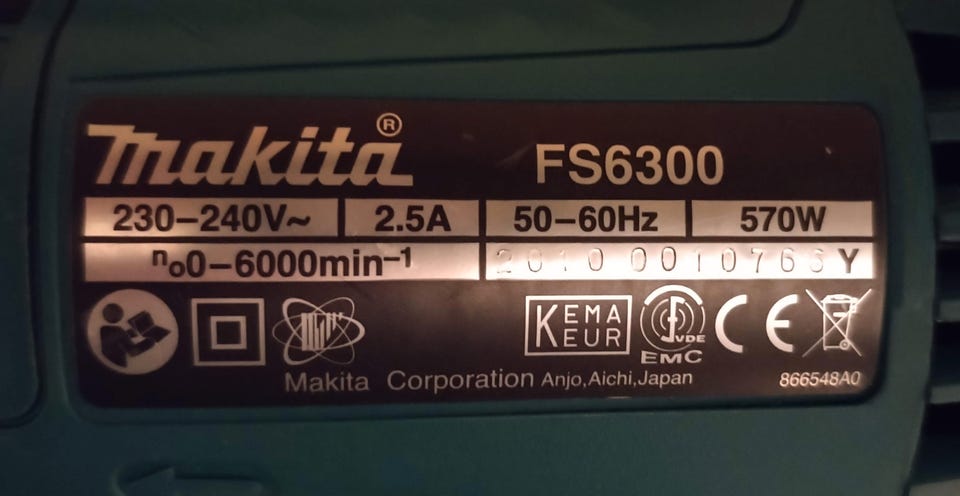 makita® FS6300
230–240V~ 2.5A 50–60Hz 570W
n₀0–6000min⁻¹ 2010 0010763 Y
KEMA EUR VDE EMC CE
Makita Corporation Anjo,Aichi,Japan 866548A0